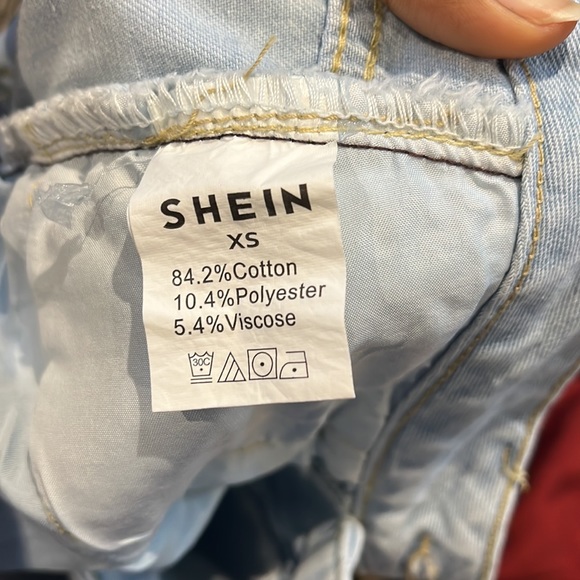 SHEIN
XS
84.2%Cotton
10.4%Polyester
5.4%Viscose
30C